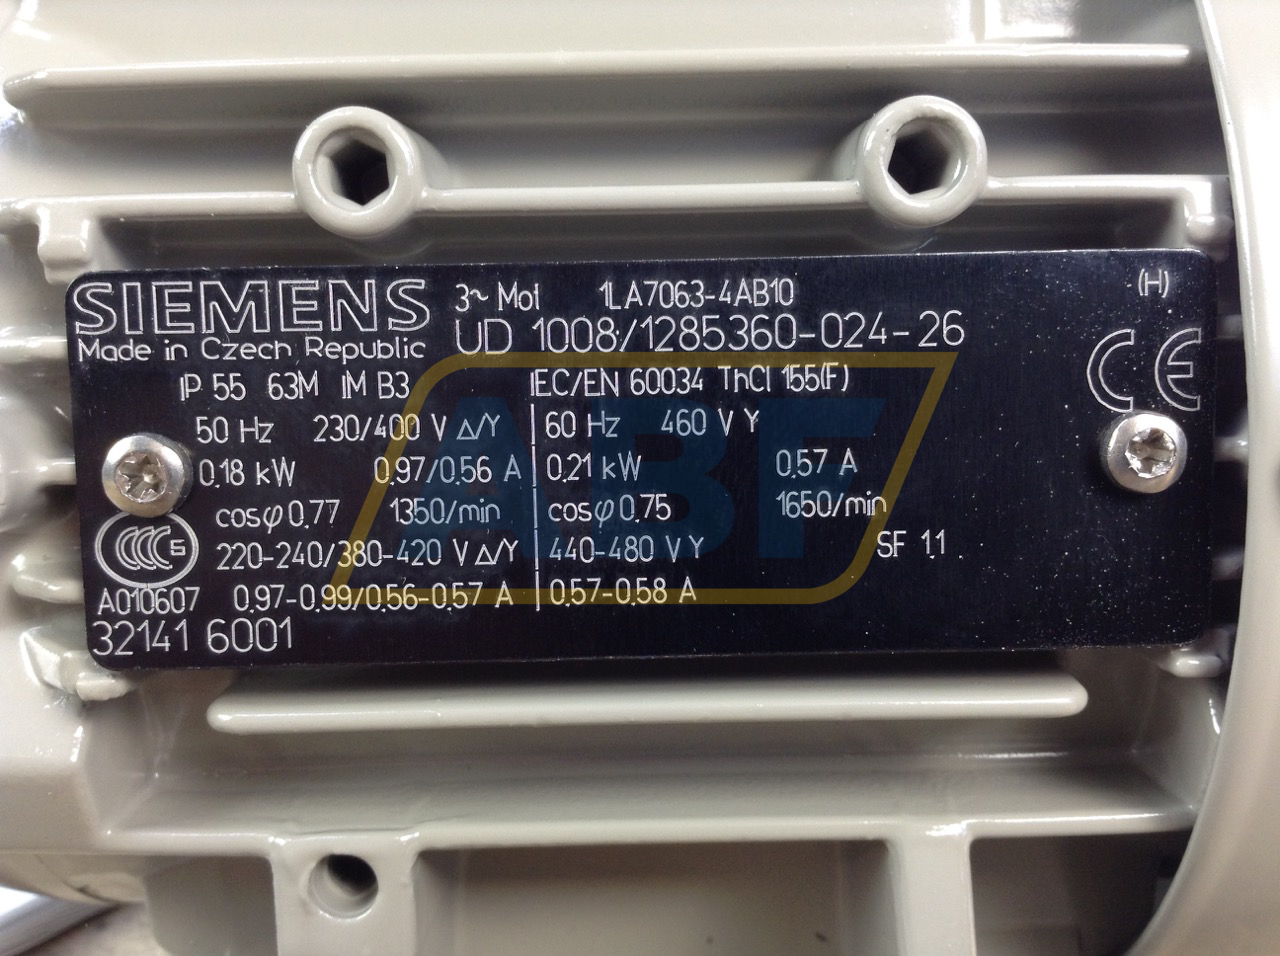 SIEMENS 3~ Mot 1LA7063-4AB10 (H)
Made in Czech Republic UD 1008/1285360-024-26
CE
IP 55 63M IM B3 IEC/EN 60034 ThCl 155(F)
50 Hz 230/400 V Δ/Y 60 Hz 460 V Y
0.18 kW 0.97/0.56 A 0.21 kW 0.57 A
cosφ 0.77 1350/min cosφ 0.75 1650/min
CCC S 220-240/380-420 V Δ/Y 440-480 V Y SF 1.1
A010607 0.97-0.99/0.56-0.57 A 0.57-0.58 A
32141 6001
ABF